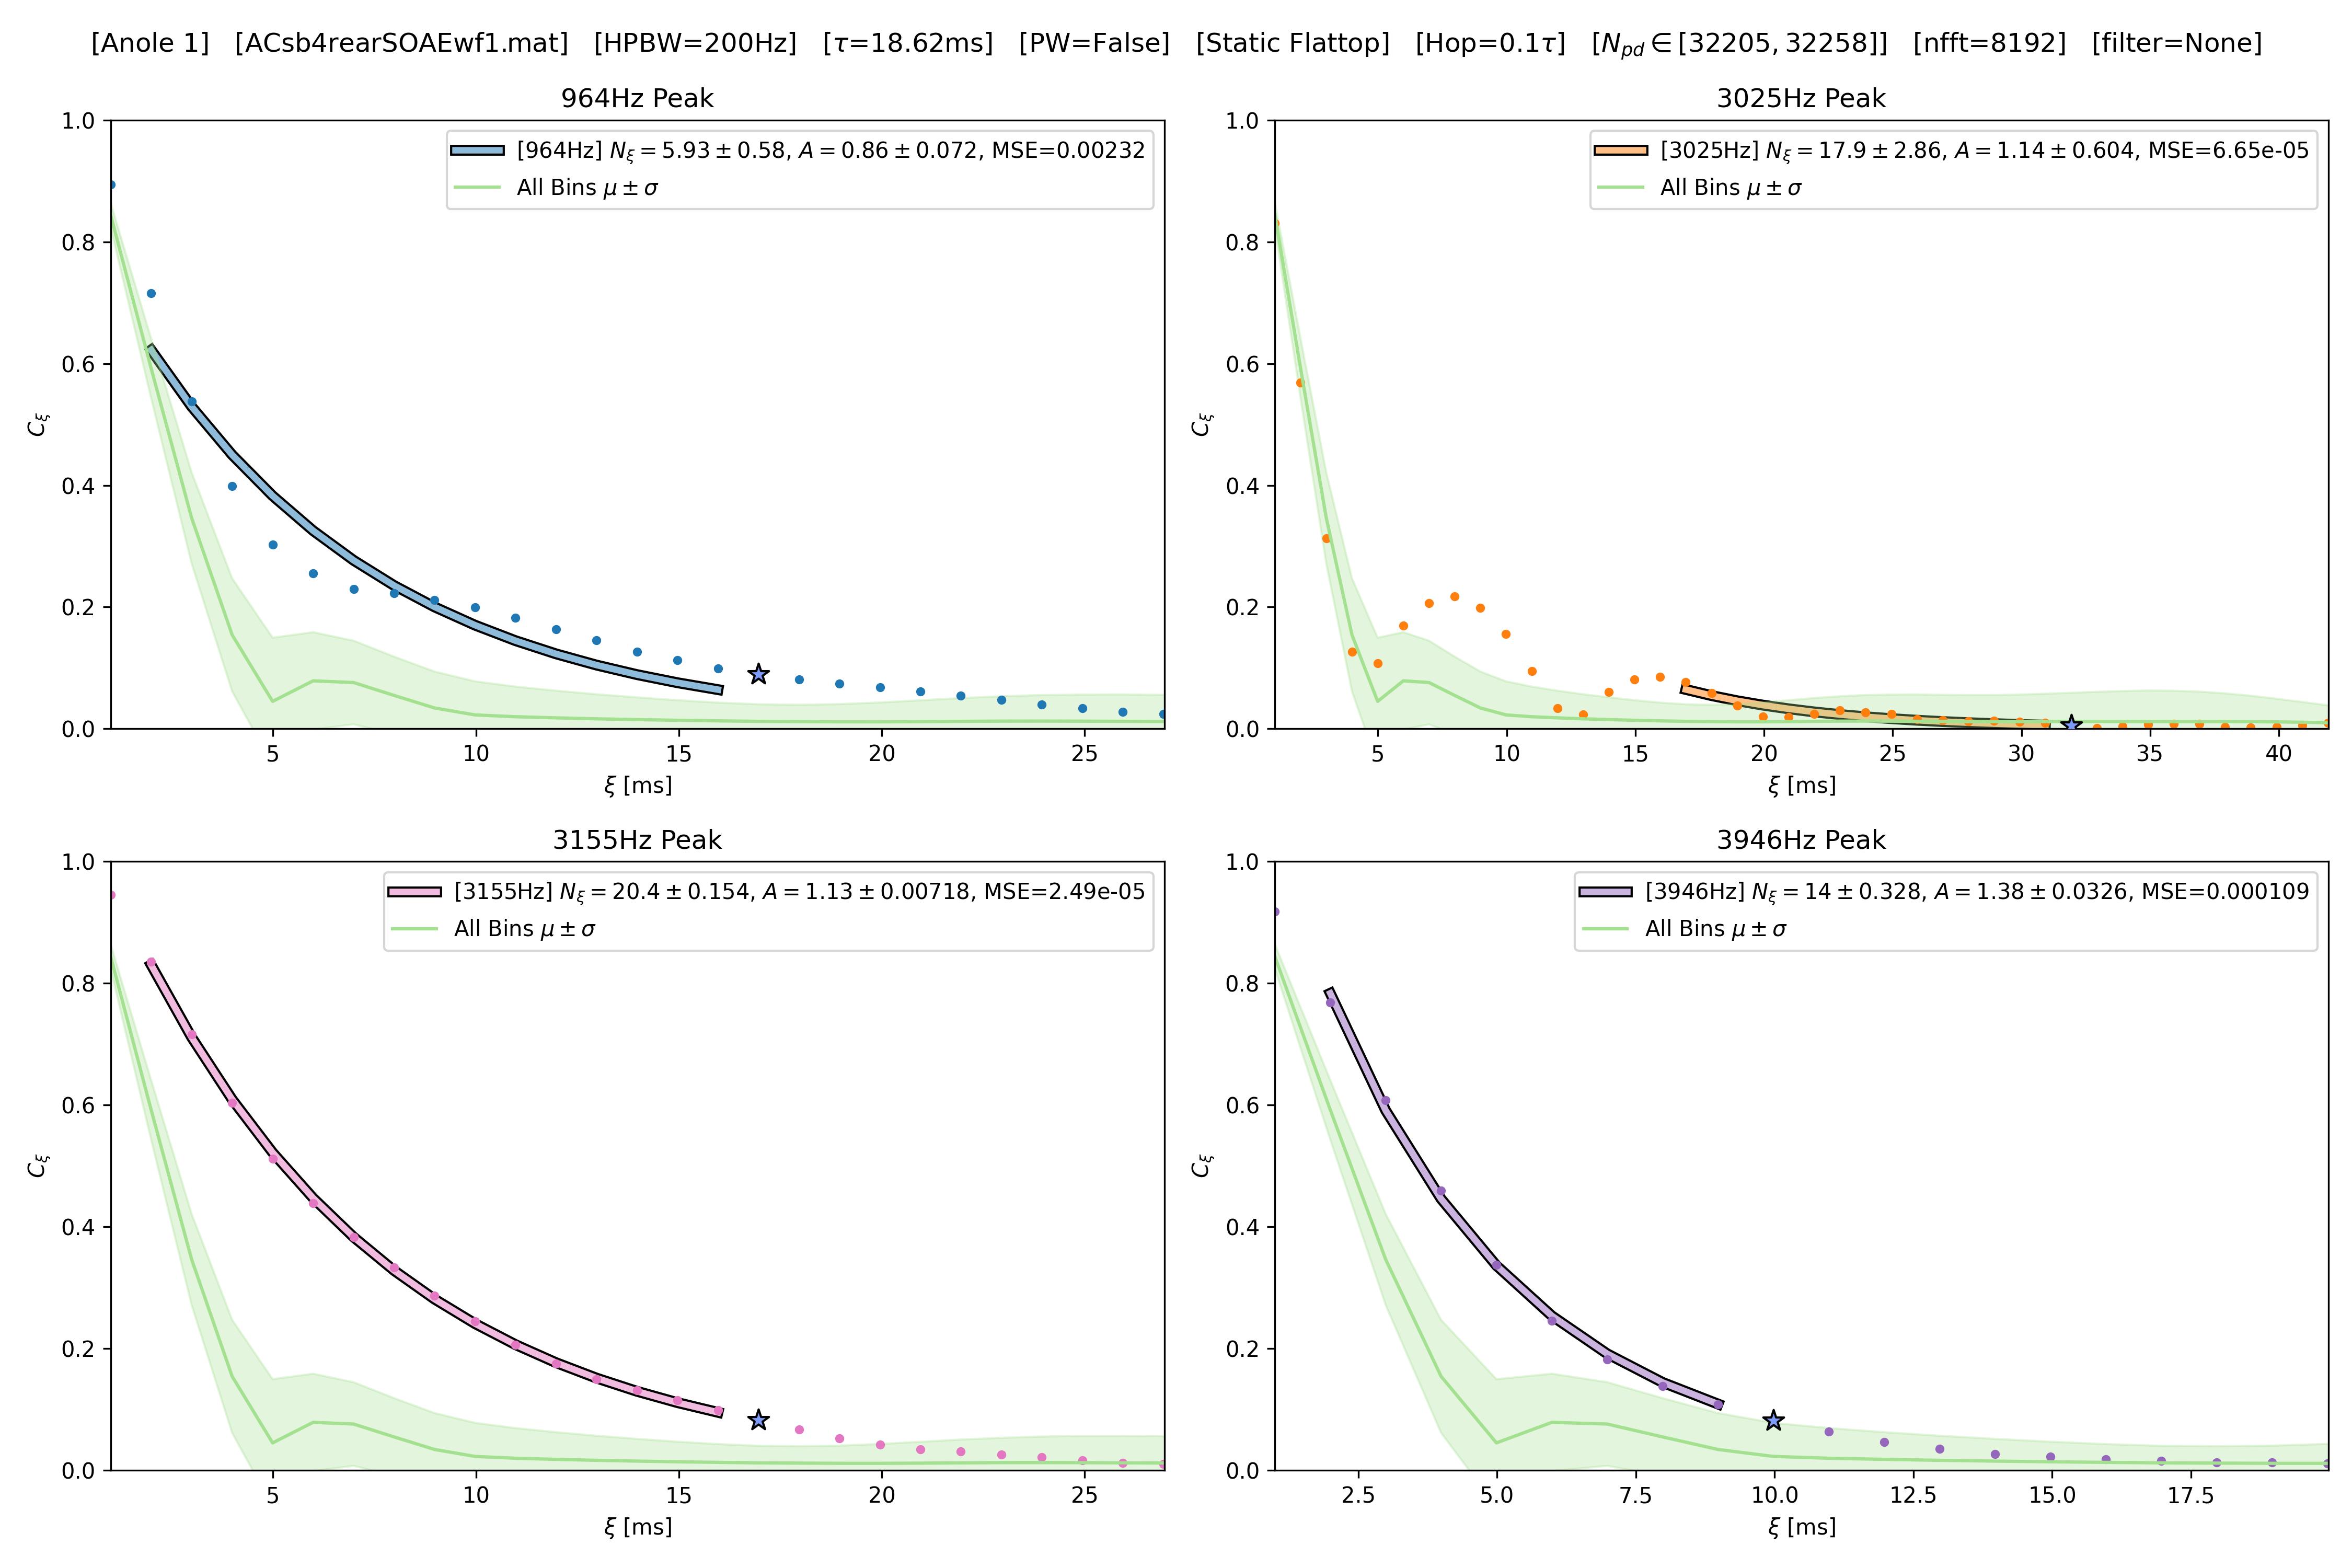 [Anole 1] [ACsb4rearSOAEwf1.mat] [HPBW=200Hz] [τ=18.62ms] [PW=False] [Static Flattop] [Hop=0.1τ] [N_pd ∈ [32205, 32258]] [nfft=8192] [filter=None]
964Hz Peak
[964Hz] N_ξ = 5.93 ± 0.58, A = 0.86 ± 0.072, MSE=0.00232
All Bins μ ± σ
1.0
0.8
0.6
0.4
0.2
0.0
C_ξ
5 10 15 20 25
ξ [ms]
3025Hz Peak
[3025Hz] N_ξ = 17.9 ± 2.86, A = 1.14 ± 0.604, MSE=6.65e-05
All Bins μ ± σ
1.0
0.8
0.6
0.4
0.2
0.0
C_ξ
5 10 15 20 25 30 35 40
ξ [ms]
3155Hz Peak
[3155Hz] N_ξ = 20.4 ± 0.154, A = 1.13 ± 0.00718, MSE=2.49e-05
All Bins μ ± σ
1.0
0.8
0.6
0.4
0.2
0.0
C_ξ
5 10 15 20 25
ξ [ms]
3946Hz Peak
[3946Hz] N_ξ = 14 ± 0.328, A = 1.38 ± 0.0326, MSE=0.000109
All Bins μ ± σ
1.0
0.8
0.6
0.4
0.2
0.0
C_ξ
2.5 5.0 7.5 10.0 12.5 15.0 17.5
ξ [ms]